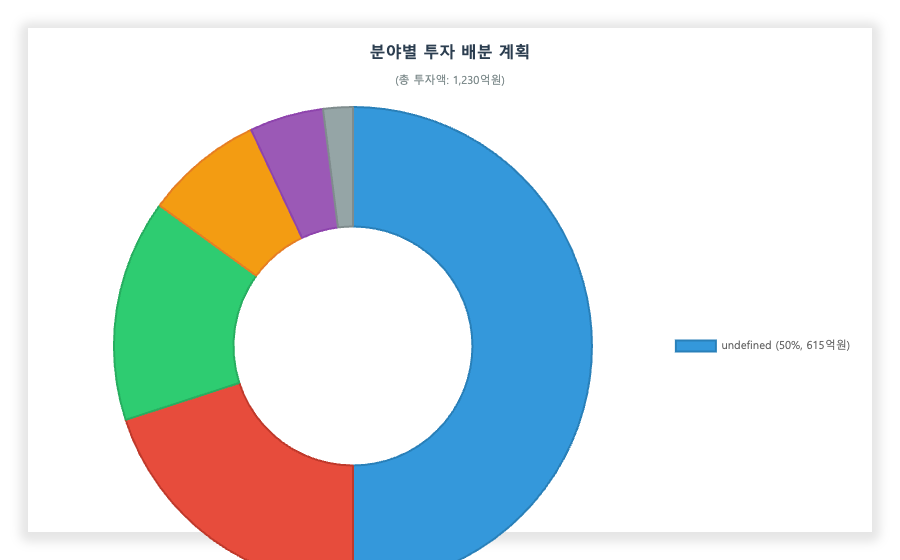 분야별 투자 배분 계획
(총 투자액: 1,230억원)
undefined (50%, 615억원)